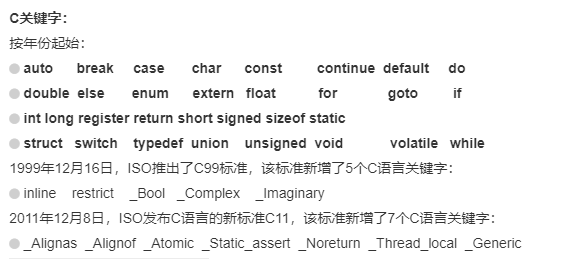 C关键字：
按年份起始：
auto break case char const continue default do
double else enum extern float for goto if
int long register return short signed sizeof static
struct switch typedef union unsigned void volatile while
1999年12月16日，ISO推出了C99标准，该标准新增了5个C语言关键字：
inline restrict _Bool _Complex _Imaginary
2011年12月8日，ISO发布C语言的新标准C11，该标准新增了7个C语言关键字：
_Alignas _Alignof _Atomic _Static_assert _Noreturn _Thread_local _Generic